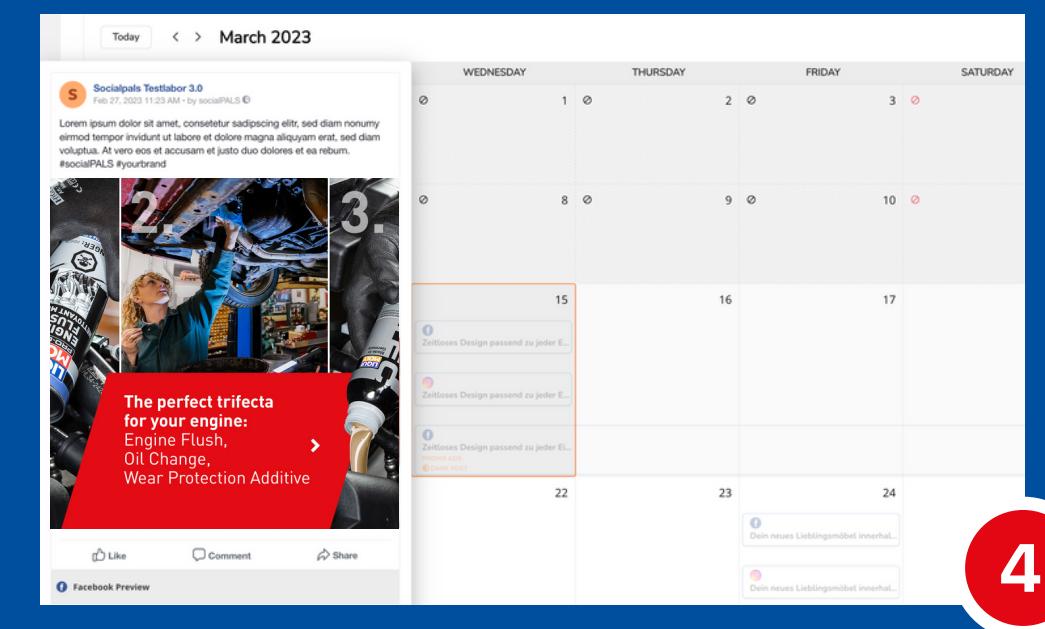 Today
March 2023
S
Socialpals Testlabor 3.0
Feb 27, 2023 11:23 AM • by socialPALS
Lorem ipsum dolor sit amet, consetetur sadipscing elitr, sed diam nonumy
eirmod tempor invidunt ut labore et dolore magna aliquyam erat, sed diam
voluptua. At vero eos et accusam et justo duo dolores et ea rebum.
#socialPALS #yourbrand
2.
3.
ENGINE
FLUSH
LIQUI
MOLY
The perfect trifecta
for your engine:
Engine Flush,
Oil Change,
Wear Protection Additive
Like
Comment
Share
Facebook Preview
WEDNESDAY
THURSDAY
FRIDAY
SATURDAY
1
2
3
8
9
10
15
16
17
Zeitloses Design passend zu jeder E...
Zeitloses Design passend zu jeder E...
Zeitloses Design passend zu jeder Ei...
PROMO ADS
DARK POST
22
23
24
Dein neues Lieblingsmöbel innerhal...
Dein neues Lieblingsmöbel innerhal...
4